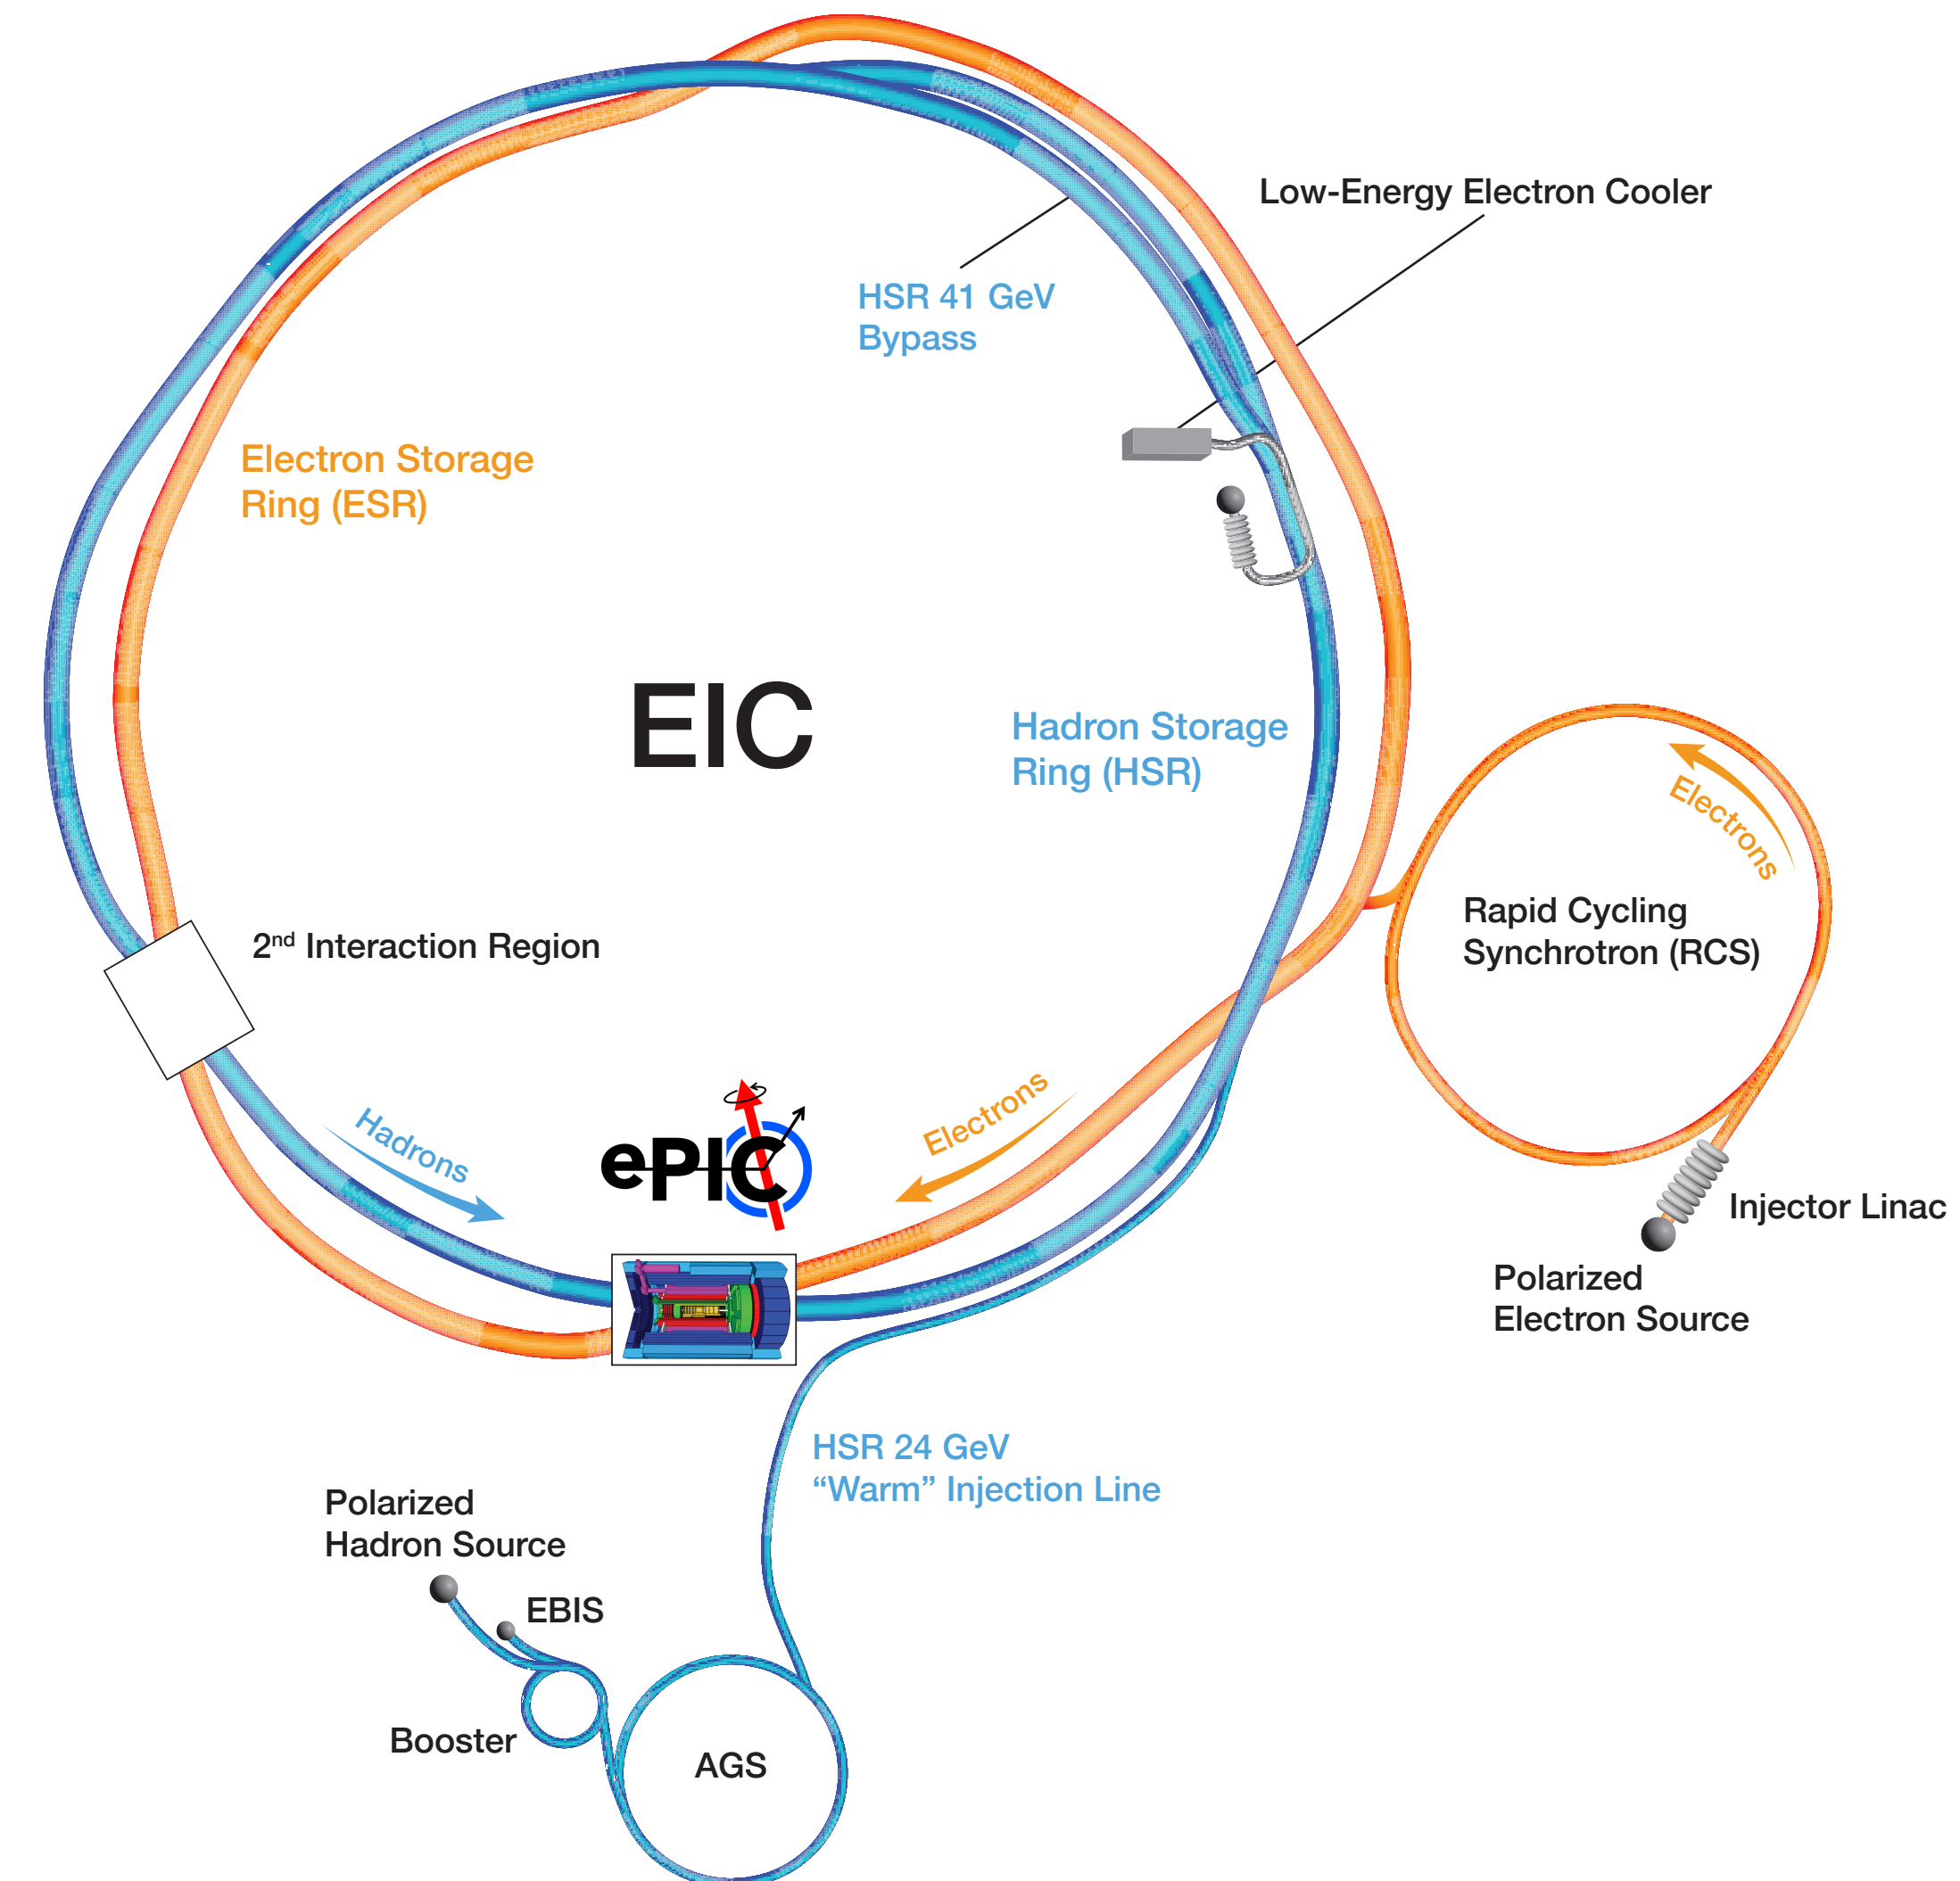 Low-Energy Electron Cooler
HSR 41 GeV
Bypass
Electron Storage
Ring (ESR)
EIC
Hadron Storage
Ring (HSR)
Electrons
Rapid Cycling
Synchrotron (RCS)
2nd Interaction Region
Hadrons
ePIC
Electrons
Injector Linac
Polarized
Electron Source
HSR 24 GeV
“Warm” Injection Line
Polarized
Hadron Source
EBIS
Booster
AGS